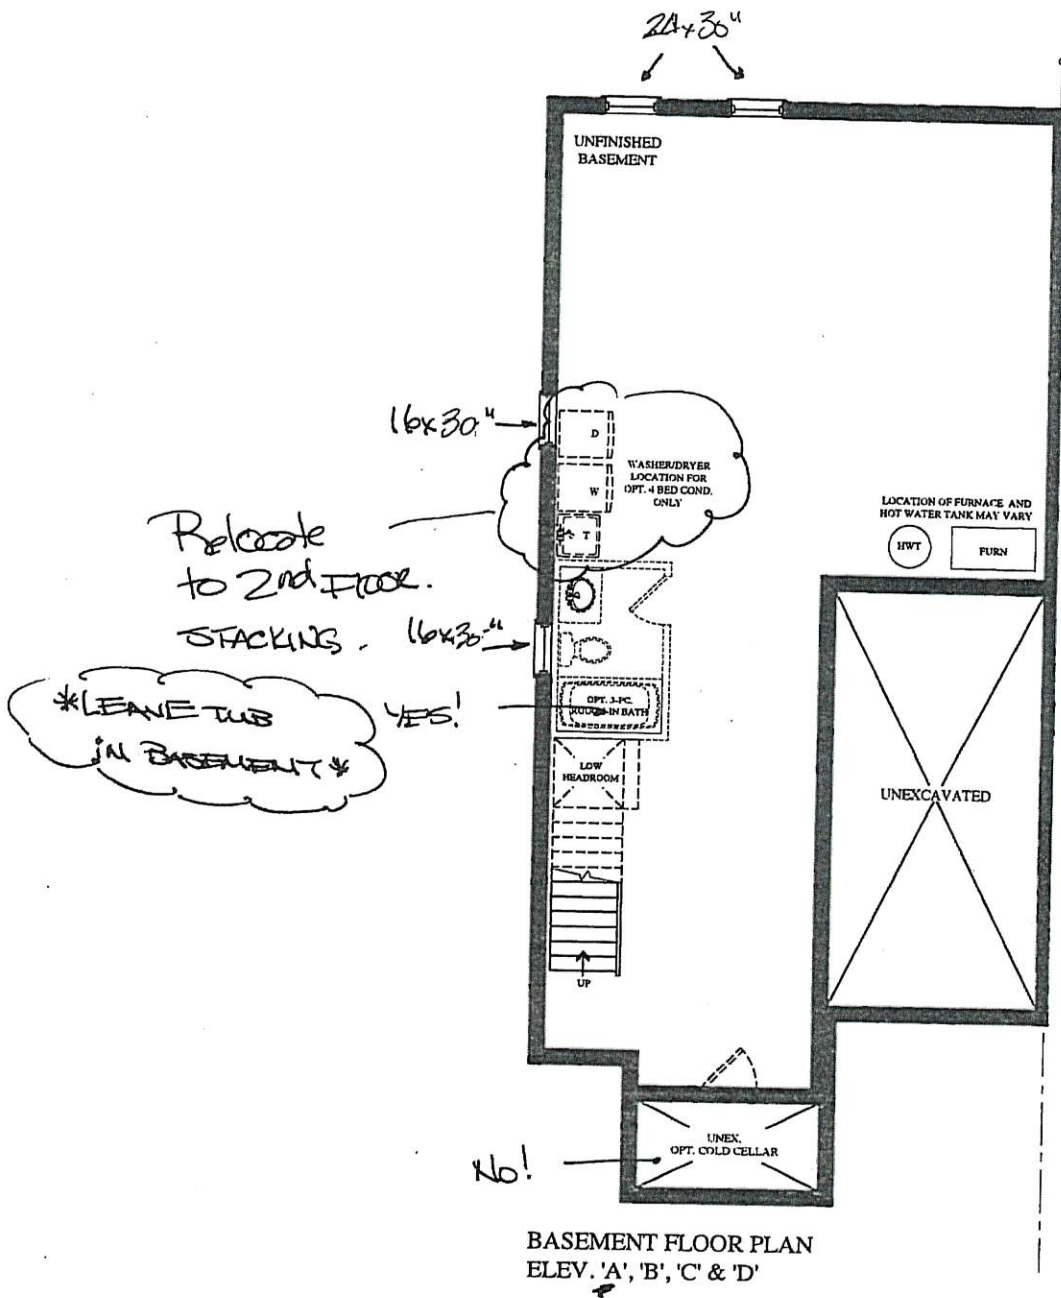 24x30"
UNFINISHED
BASEMENT
16x30"
D
W
T
WASHER/DRYER
LOCATION FOR
OPT. 4 BED COND.
ONLY
LOCATION OF FURNACE AND
HOT WATER TANK MAY VARY
HWT
FURN
Relocate
to 2nd Floor.
STACKING.
16x30"
*LEAVE TUB
IN BASEMENT*
YES!
OPT. 3-PC.
ROUGH-IN BATH
LOW
HEADROOM
UNEXCAVATED
UP
UNEX.
OPT. COLD CELLAR
No!
BASEMENT FLOOR PLAN
ELEV. 'A', 'B', 'C' & 'D'